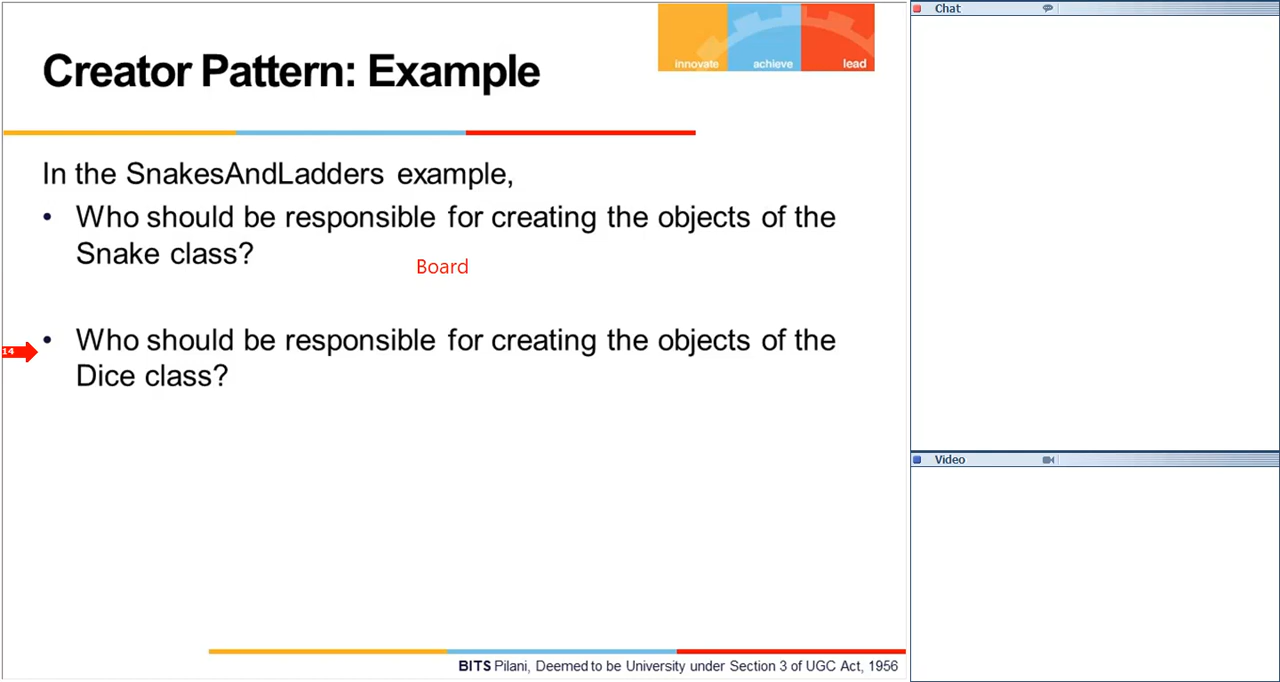 Chat
innovate achieve lead
Creator Pattern: Example
In the SnakesAndLadders example,
• Who should be responsible for creating the objects of the
Snake class?
Board
14
• Who should be responsible for creating the objects of the
Dice class?
Video
BITS Pilani, Deemed to be University under Section 3 of UGC Act, 1956